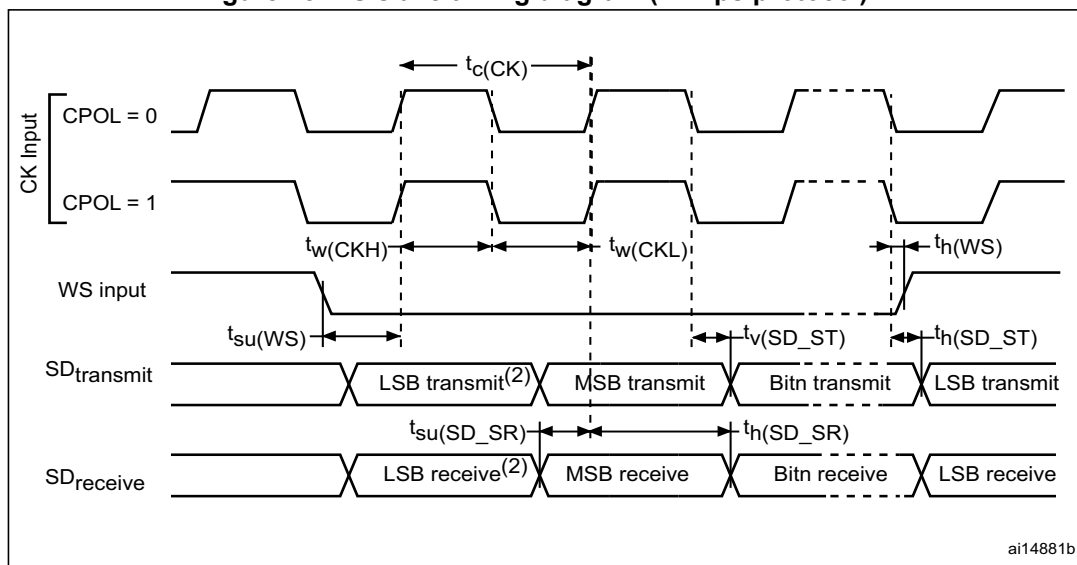 tc(CK)
CK Input
CPOL = 0
CPOL = 1
tw(CKH)
tw(CKL)
th(WS)
WS input
tsu(WS)
tv(SD_ST)
th(SD_ST)
SDtransmit
LSB transmit(2)
MSB transmit
Bitn transmit
LSB transmit
tsu(SD_SR)
th(SD_SR)
SDreceive
LSB receive(2)
MSB receive
Bitn receive
LSB receive
ai14881b